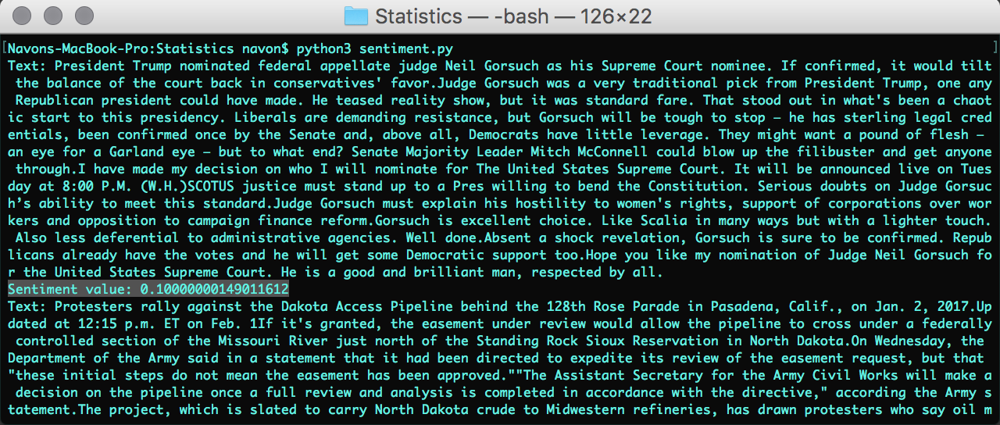 Statistics — -bash — 126×22
[Navons-MacBook-Pro:Statistics navon$ python3 sentiment.py ]
Text: President Trump nominated federal appellate judge Neil Gorsuch as his Supreme Court nominee. If confirmed, it would tilt
 the balance of the court back in conservatives' favor.Judge Gorsuch was a very traditional pick from President Trump, one any
 Republican president could have made. He teased reality show, but it was standard fare. That stood out in what's been a chaot
ic start to this presidency. Liberals are demanding resistance, but Gorsuch will be tough to stop — he has sterling legal cred
entials, been confirmed once by the Senate and, above all, Democrats have little leverage. They might want a pound of flesh —
an eye for a Garland eye — but to what end? Senate Majority Leader Mitch McConnell could blow up the filibuster and get anyone
 through.I have made my decision on who I will nominate for The United States Supreme Court. It will be announced live on Tues
day at 8:00 P.M. (W.H.)SCOTUS justice must stand up to a Pres willing to bend the Constitution. Serious doubts on Judge Gorsuc
h’s ability to meet this standard.Judge Gorsuch must explain his hostility to women's rights, support of corporations over wor
kers and opposition to campaign finance reform.Gorsuch is excellent choice. Like Scalia in many ways but with a lighter touch.
 Also less deferential to administrative agencies. Well done.Absent a shock revelation, Gorsuch is sure to be confirmed. Repub
licans already have the votes and he will get some Democratic support too.Hope you like my nomination of Judge Neil Gorsuch fo
r the United States Supreme Court. He is a good and brilliant man, respected by all.
Sentiment value: 0.10000000149011612
Text: Protesters rally against the Dakota Access Pipeline behind the 128th Rose Parade in Pasadena, Calif., on Jan. 2, 2017.Up
dated at 12:15 p.m. ET on Feb. 1If it's granted, the easement under review would allow the pipeline to cross under a federally
 controlled section of the Missouri River just north of the Standing Rock Sioux Reservation in North Dakota.On Wednesday, the
Department of the Army said in a statement that it had been directed to expedite its review of the easement request, but that
"these initial steps do not mean the easement has been approved.""The Assistant Secretary for the Army Civil Works will make a
 decision on the pipeline once a full review and analysis is completed in accordance with the directive," according the Army s
tatement.The project, which is slated to carry North Dakota crude to Midwestern refineries, has drawn protesters who say oil m